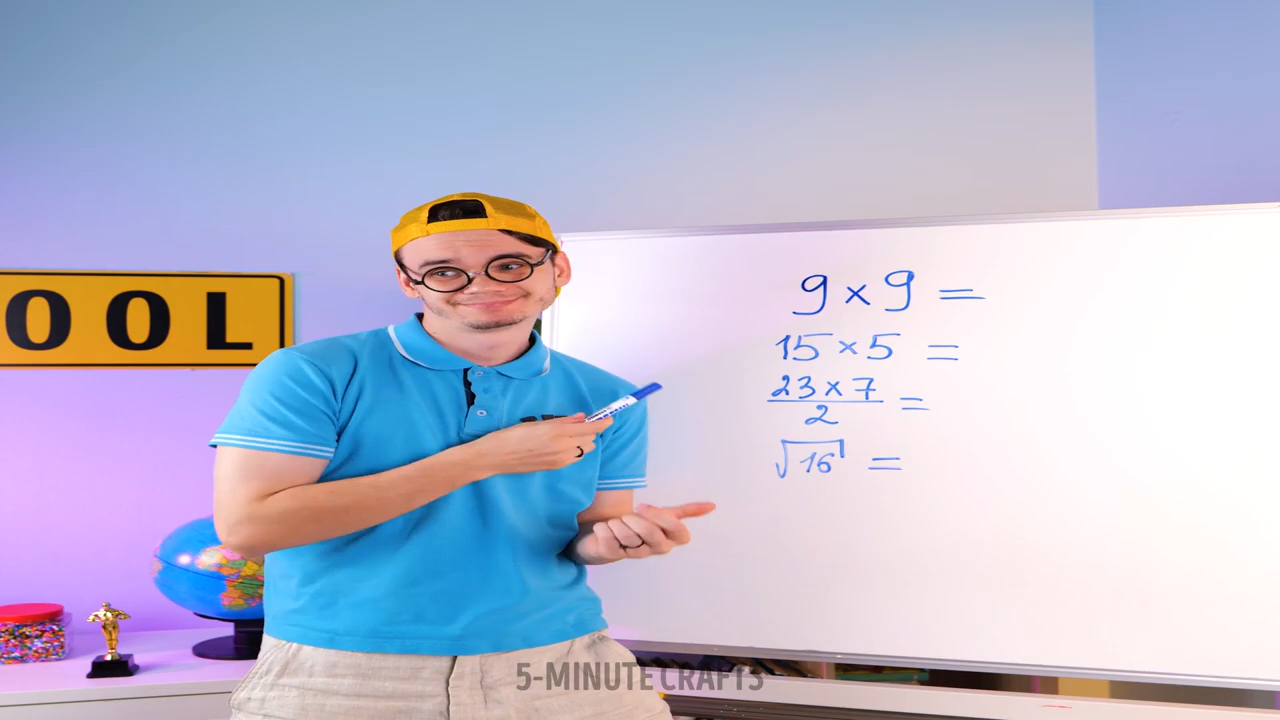 OOL
9 x 9 =
15 x 5 =
23 x 7
2 =
√16 =
5-MINUTE CRAFTS